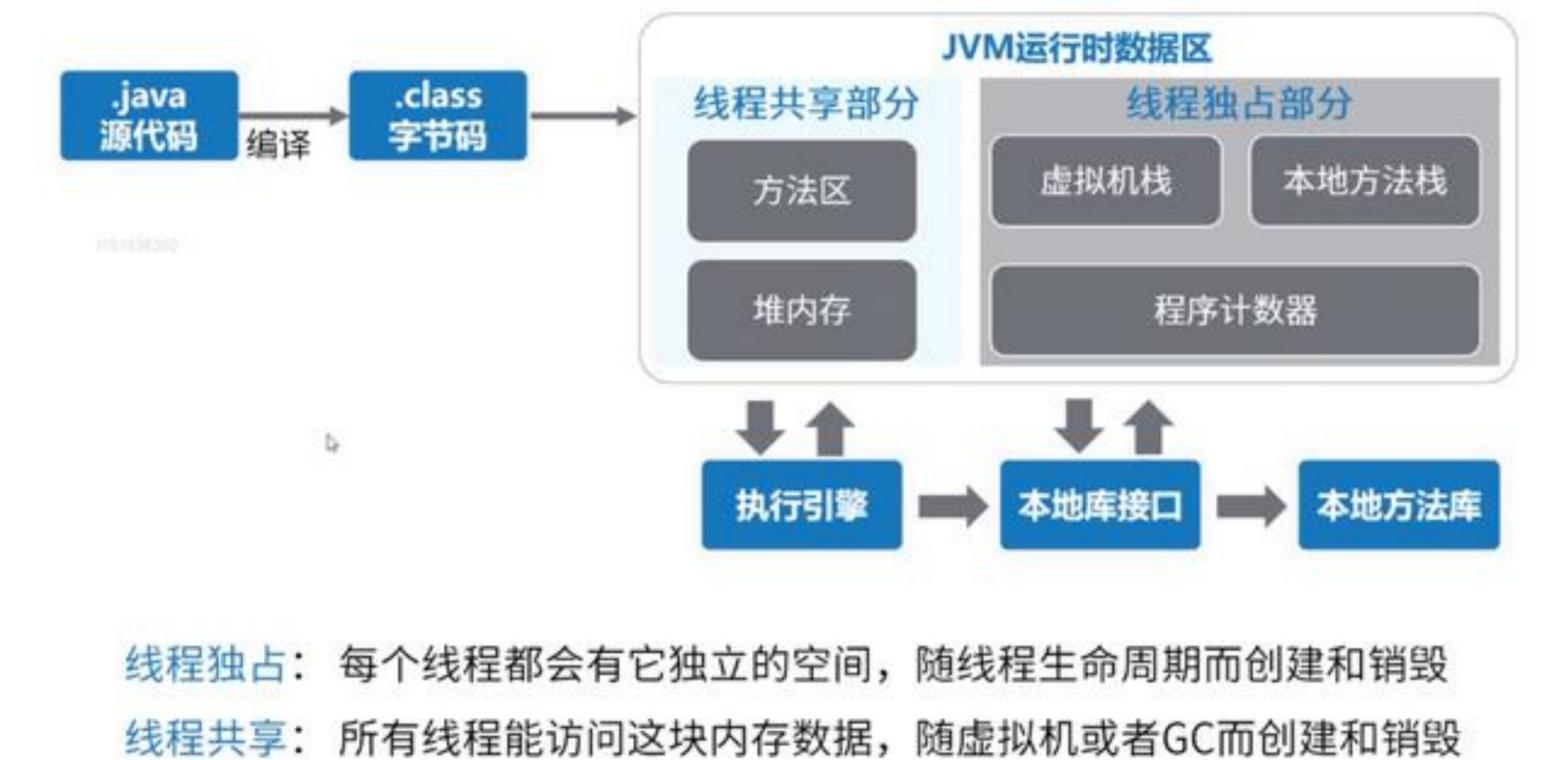 JVM运行时数据区
.java
源代码
编译
.class
字节码
线程共享部分
方法区
堆内存
线程独占部分
虚拟机栈
本地方法栈
程序计数器
执行引擎
本地库接口
本地方法库
线程独占： 每个线程都会有它独立的空间，随线程生命周期而创建和销毁
线程共享： 所有线程能访问这块内存数据，随虚拟机或者GC而创建和销毁